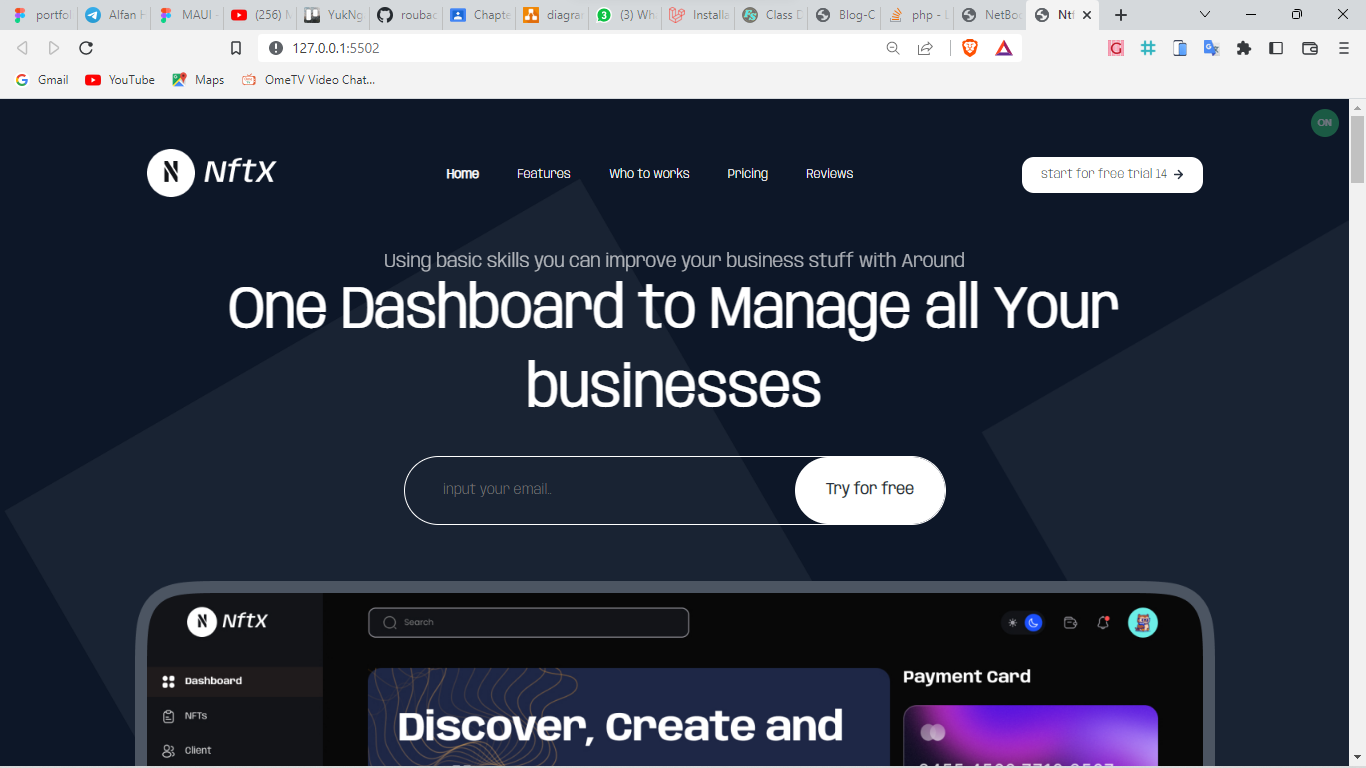 portfol
Alfan H
MAUI -
(256) M
YukNg
roubac
Chapte
diagran
(3) Wh
Installa
Class D
Blog-C
php - L
NetBoo
127.0.0.1:5502
Gmail
YouTube
Maps
OmeTV Video Chat...
ON
N NftX
Home
Features
Who to works
Pricing
Reviews
start for free trial 14
Using basic skills you can improve your business stuff with Around
One Dashboard to Manage all Your
businesses
input your email..
Try for free
N NftX
Search
Dashboard
NFTs
Client
Discover, Create and
Payment Card